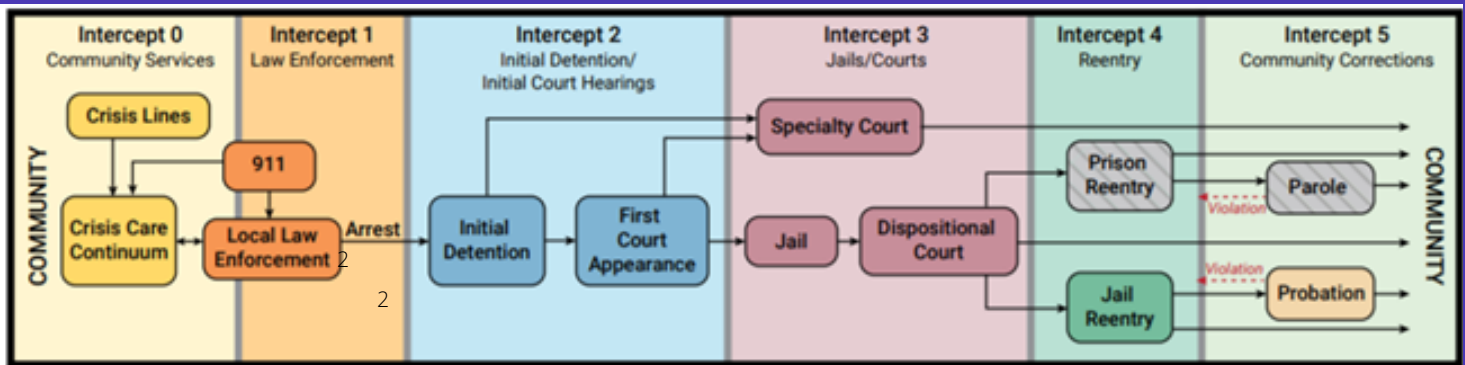 Intercept 0
Community Services
Intercept 1
Law Enforcement
Intercept 2
Initial Detention/
Initial Court Hearings
Intercept 3
Jails/Courts
Intercept 4
Reentry
Intercept 5
Community Corrections
COMMUNITY
Crisis Lines
911
Crisis Care
Continuum
Local Law
Enforcement
2
2
Arrest
Initial
Detention
First
Court
Appearance
Specialty Court
Jail
Dispositional
Court
Prison
Reentry
Parole
Violation
Jail
Reentry
Violation
Probation
COMMUNITY